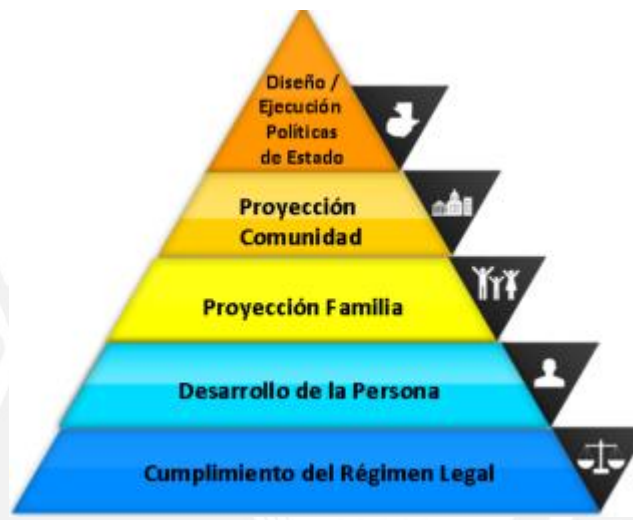 Diseño /
Ejecución
Políticas
de Estado
Proyección
Comunidad
Proyección Familia
Desarrollo de la Persona
Cumplimiento del Régimen Legal